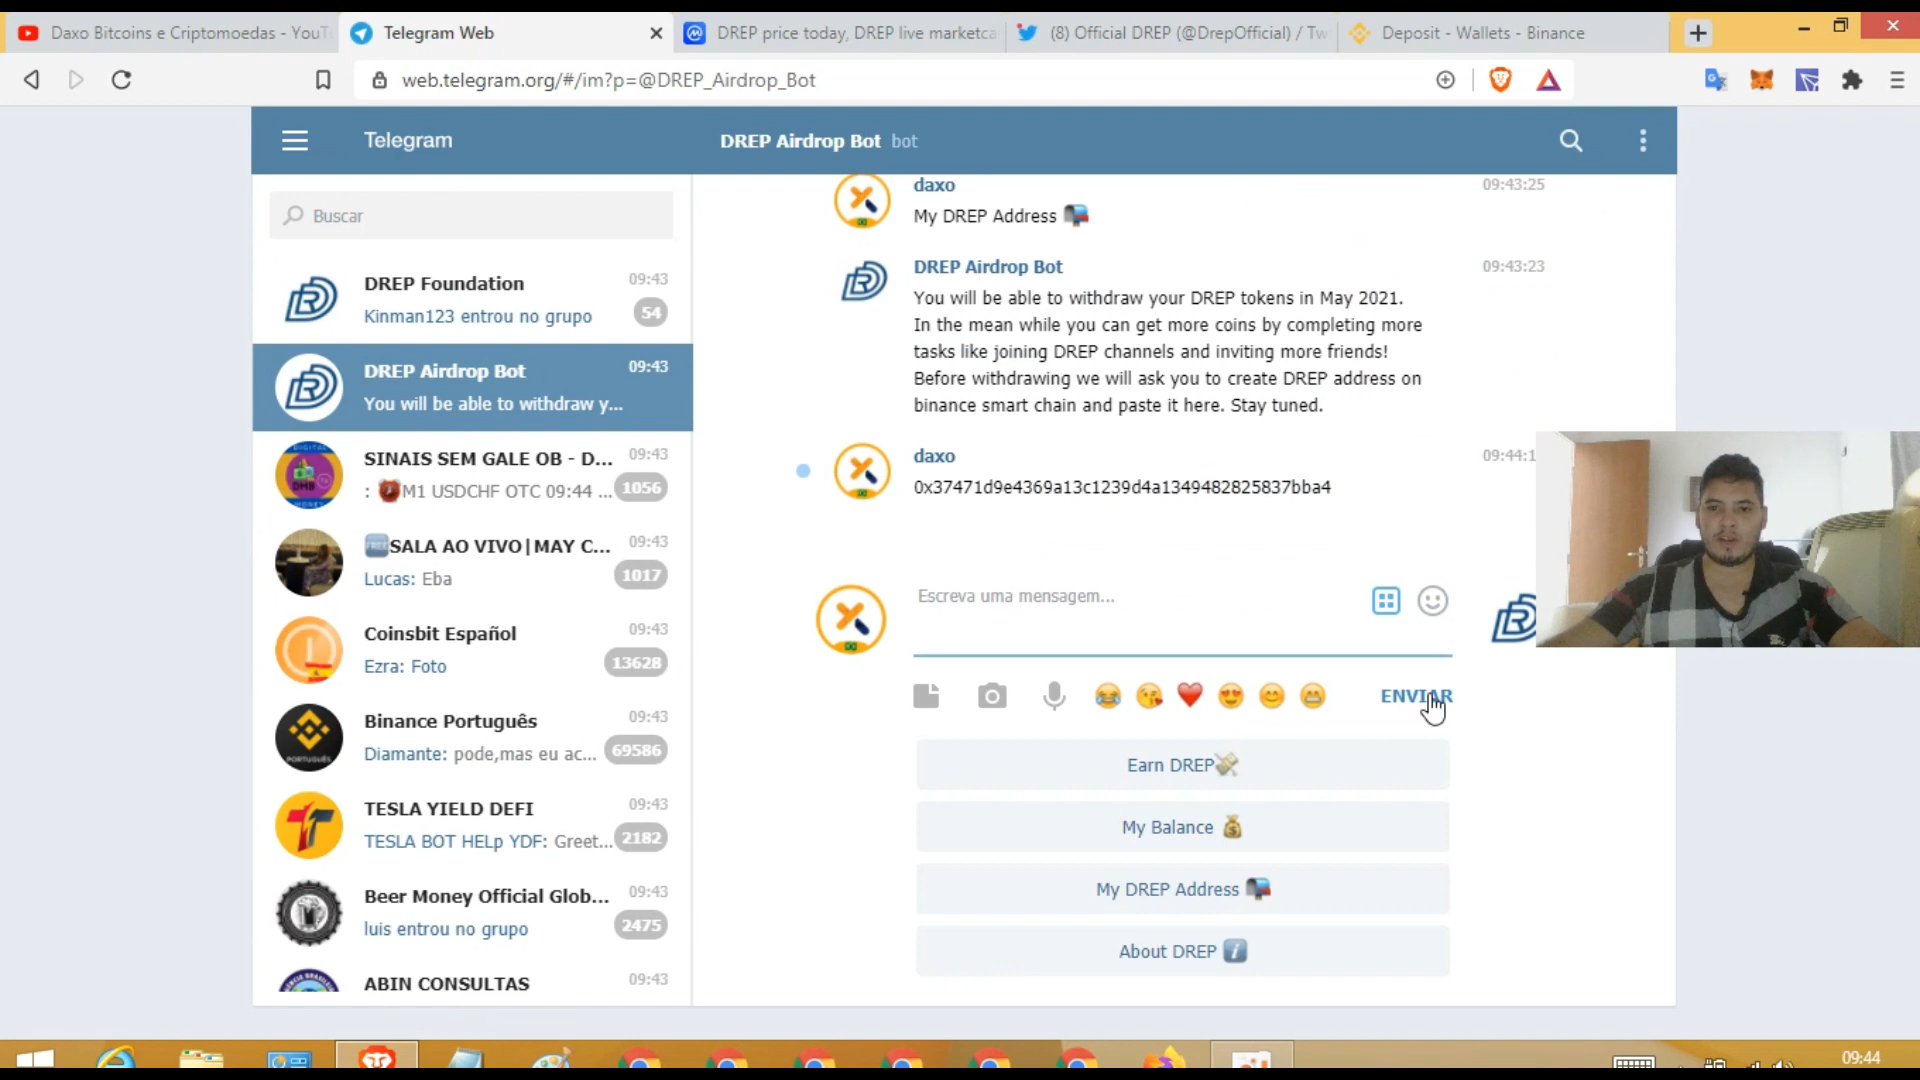 Daxo Bitcoins e Criptomoedas - YouT
Telegram Web
DREP price today, DREP live marketca
(8) Official DREP (@DrepOfficial) / Tw
Deposit - Wallets - Binance
web.telegram.org/#/im?p=@DREP_Airdrop_Bot
Telegram
DREP Airdrop Bot bot
Buscar
DREP Foundation 09:43
Kinman123 entrou no grupo 54
DREP Airdrop Bot 09:43
You will be able to withdraw y...
SINAIS SEM GALE OB - D... 09:43
: M1 USDCHF OTC 09:44 ... 1056
SALA AO VIVO|MAY C... 09:43
Lucas: Eba 1017
Coinsbit Español 09:43
Ezra: Foto 13628
Binance Português 09:43
Diamante: pode,mas eu ac... 69586
TESLA YIELD DEFI 09:43
TESLA BOT HELp YDF: Greet... 2182
Beer Money Official Glob... 09:43
luis entrou no grupo 2475
ABIN CONSULTAS 09:43
daxo 09:43:25
My DREP Address
DREP Airdrop Bot 09:43:23
You will be able to withdraw your DREP tokens in May 2021.
In the mean while you can get more coins by completing more
tasks like joining DREP channels and inviting more friends!
Before withdrawing we will ask you to create DREP address on
binance smart chain and paste it here. Stay tuned.
daxo 09:44:1
0x37471d9e4369a13c1239d4a1349482825837bba4
Escreva uma mensagem...
ENVIAR
Earn DREP
My Balance
My DREP Address
About DREP
09:44